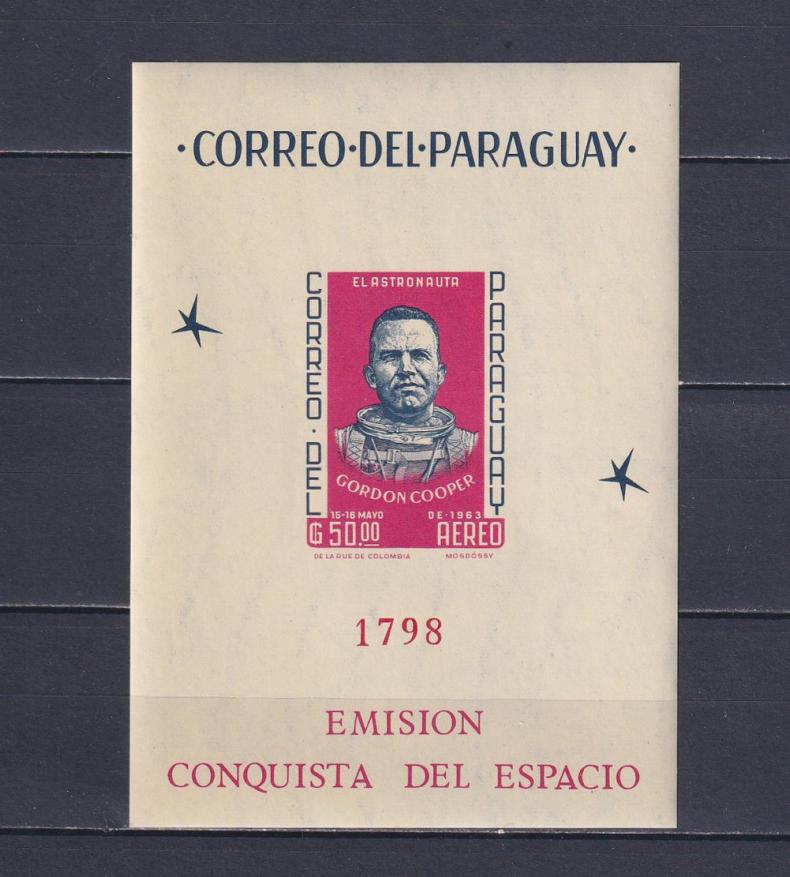 ·CORREO·DEL·PARAGUAY·
EL ASTRONAUTA
CORREO·DEL
PARAGUAY
GORDON COOPER
15-16 MAYO DE-1963
₲ 50.00 AEREO
DE LA RUE DE COLOMBIA MOSDÓSSY
1798
EMISION
CONQUISTA DEL ESPACIO